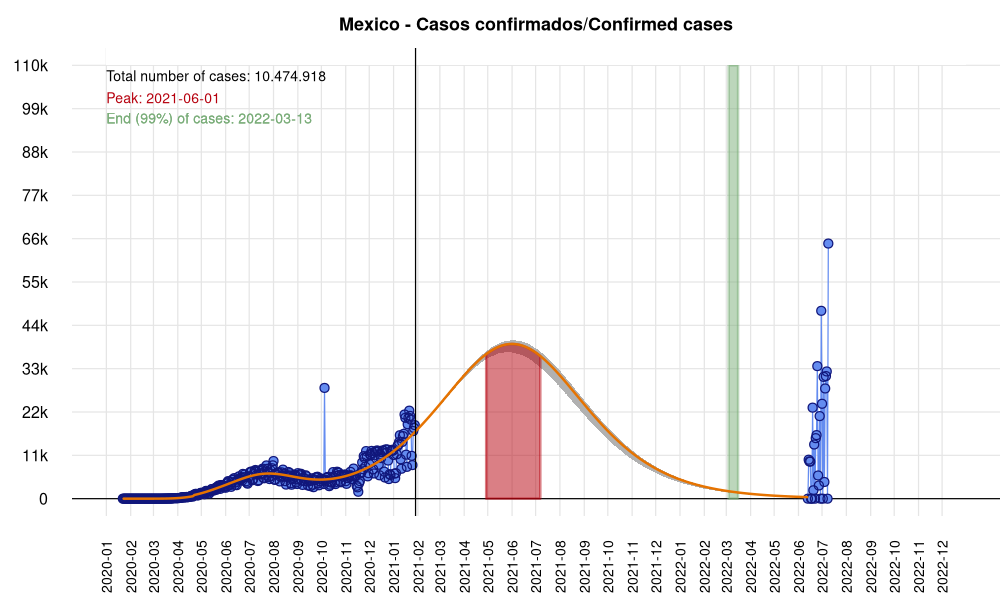 Mexico - Casos confirmados/Confirmed cases
Total number of cases: 10.474.918
Peak: 2021-06-01
End (99%) of cases: 2022-03-13
110k
99k
88k
77k
66k
55k
44k
33k
22k
11k
0
2020-01
2020-02
2020-03
2020-04
2020-05
2020-06
2020-07
2020-08
2020-09
2020-10
2020-11
2020-12
2021-01
2021-02
2021-03
2021-04
2021-05
2021-06
2021-07
2021-08
2021-09
2021-10
2021-11
2021-12
2022-01
2022-02
2022-03
2022-04
2022-05
2022-06
2022-07
2022-08
2022-09
2022-10
2022-11
2022-12